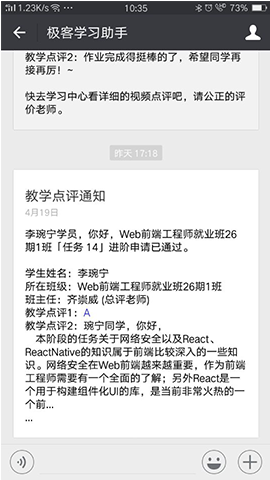 1.23K/s 10:35 73%
极客学习助手
教学点评2：作业完成得挺棒的了，希望同学再
接再厉！~
快去学习中心看详细的视频点评吧，请公正的评
价老师。
昨天 17:18
教学点评通知
4月19日
李琬宁学员，你好，Web前端工程师就业班26
期1班「任务 14」进阶申请已通过。
学生姓名：李琬宁
所在班级：Web前端工程师就业班26期1班
班主任：齐崇威 (总评老师)
教学点评1：A
教学点评2：琬宁同学，你好，
本阶段的任务关于网络安全以及React、
ReactNative的知识属于前端比较深入的一些知
识。网络安全在Web前端越来越重要，作为前端
工程师需要有一个全面的了解；另外React是一
个用于构建组件化UI的库，是当前非常火热的一
个前...
...